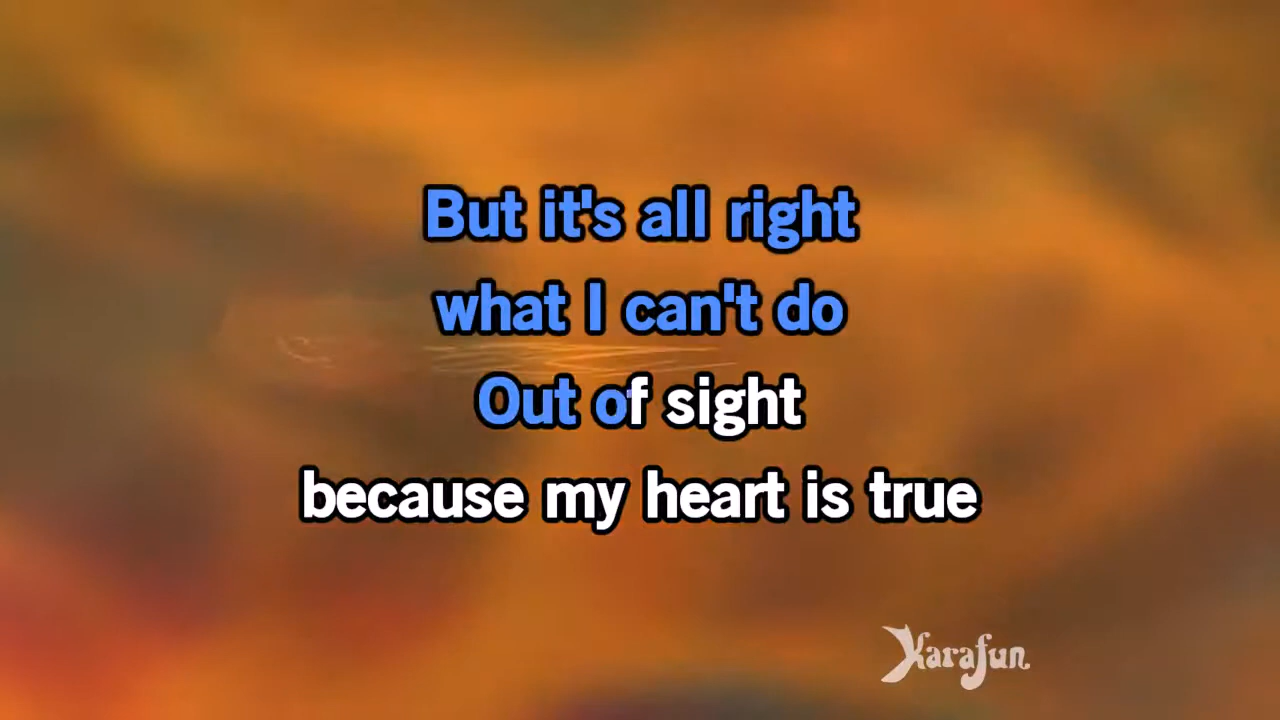 But it's all right
what I can't do
Out of sight
because my heart is true
Karafun